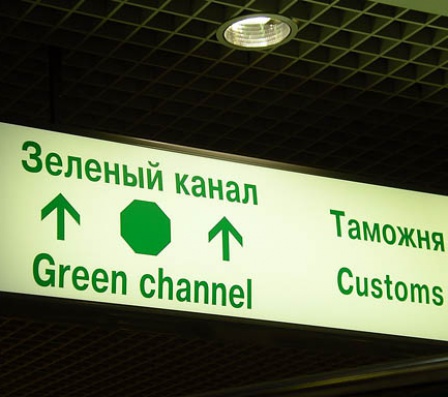 Зеленый канал
Green channel
Таможня
Customs